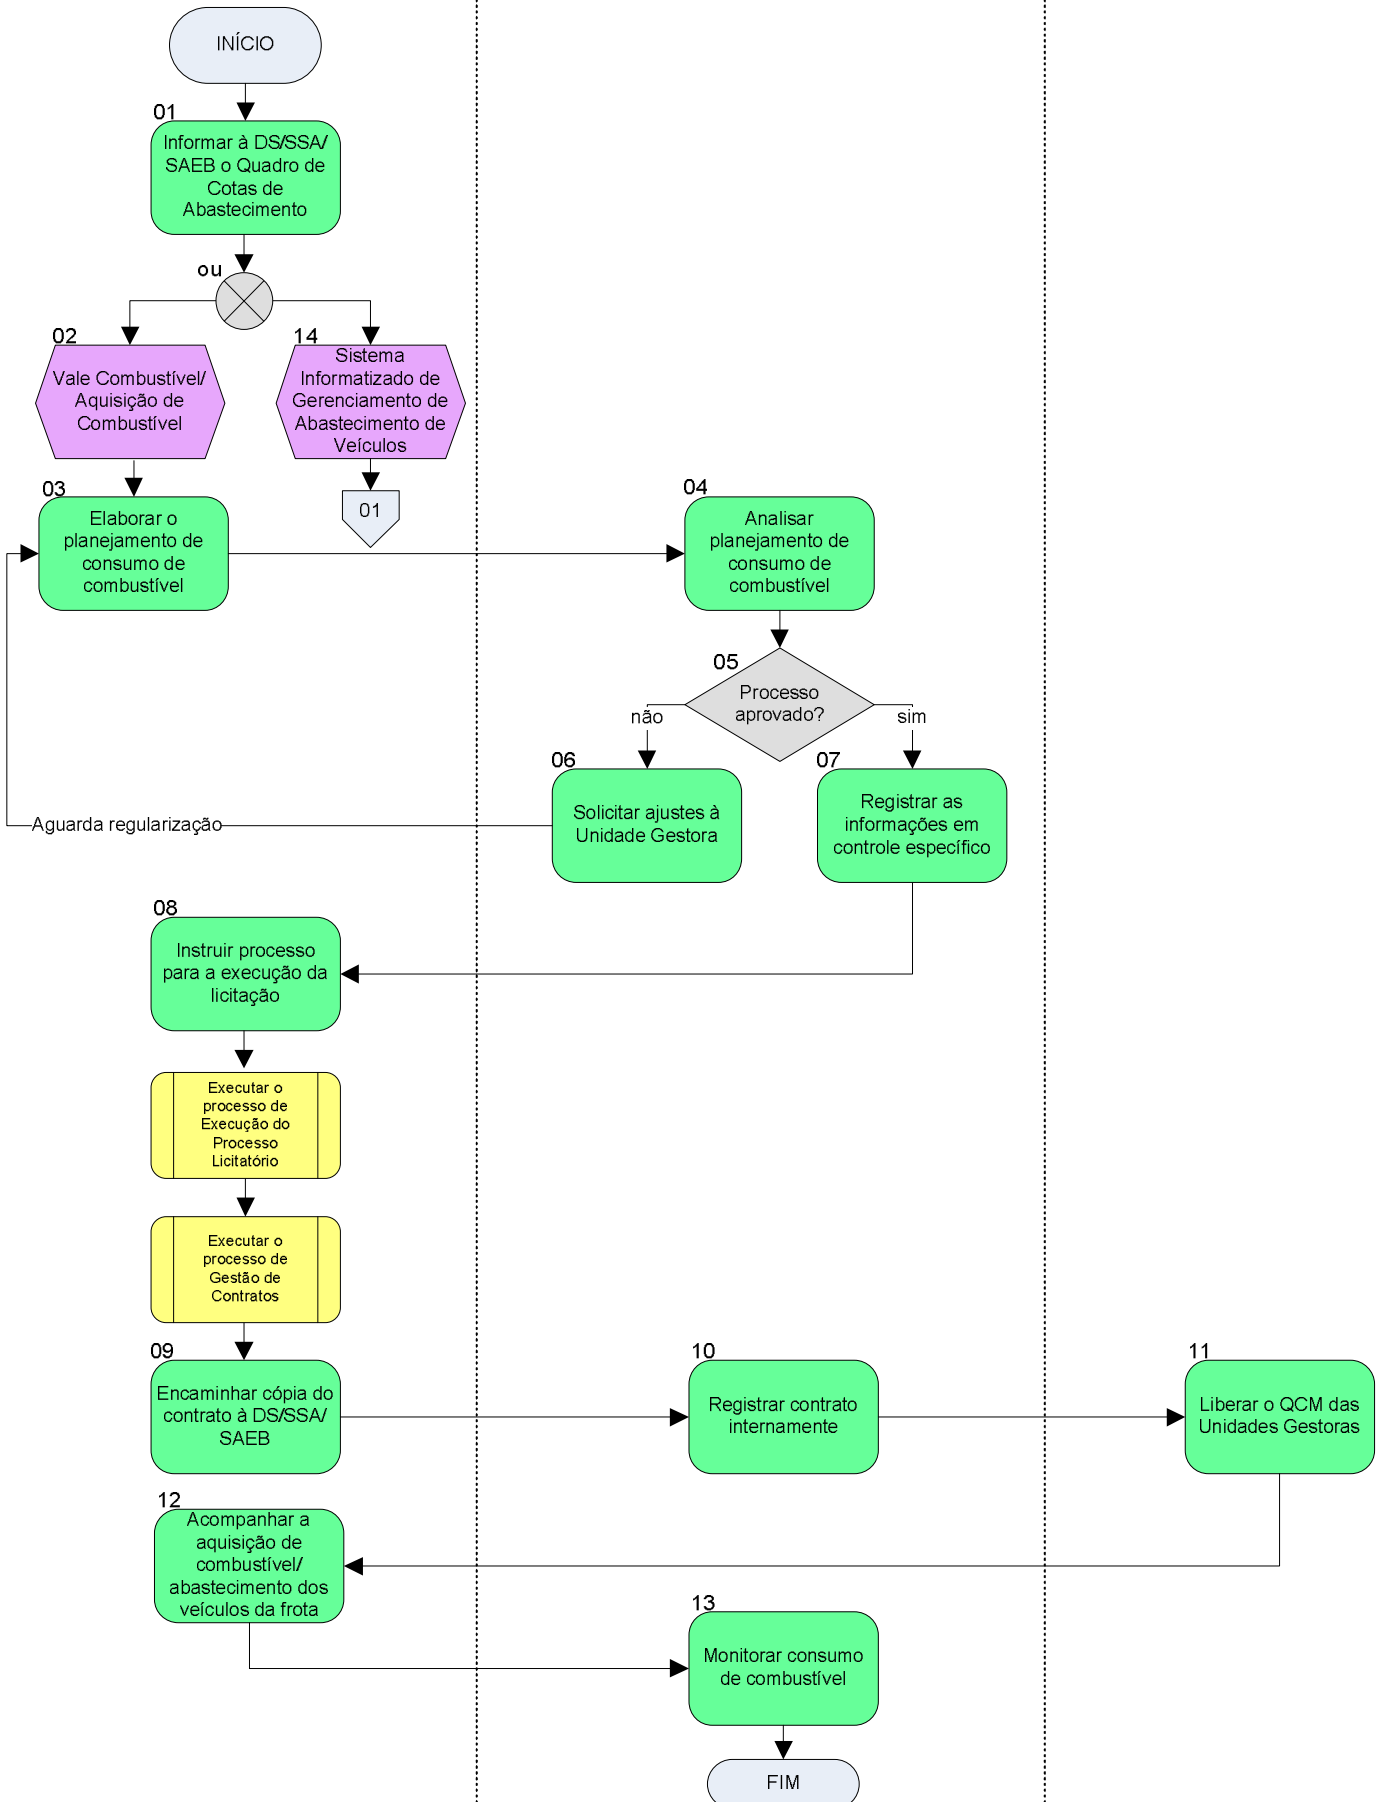 INÍCIO
01
Informar à DS/SSA/
SAEB o Quadro de
Cotas de
Abastecimento
ou
02
Vale Combustível/
Aquisição de
Combustível
14
Sistema
Informatizado de
Gerenciamento de
Abastecimento de
Veículos
01
03
Elaborar o
planejamento de
consumo de
combustível
04
Analisar
planejamento de
consumo de
combustível
05
Processo
aprovado?
não
sim
06
Solicitar ajustes à
Unidade Gestora
07
Registrar as
informações em
controle específico
Aguarda regularização
08
Instruir processo
para a execução da
licitação
Executar o
processo de
Execução do
Processo
Licitatório
Executar o
processo de
Gestão de
Contratos
09
Encaminhar cópia do
contrato à DS/SSA/
SAEB
10
Registrar contrato
internamente
11
Liberar o QCM das
Unidades Gestoras
12
Acompanhar a
aquisição de
combustível/
abastecimento dos
veículos da frota
13
Monitorar consumo
de combustível
FIM